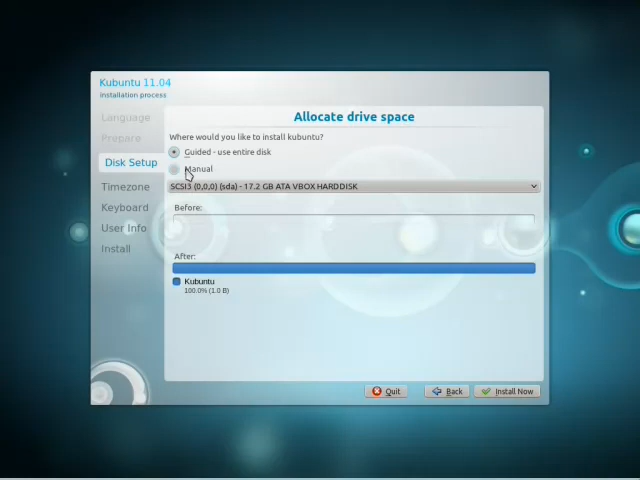 Kubuntu 11.04
installation process
Allocate drive space
Language
Prepare
Disk Setup
Timezone
Keyboard
User Info
Install
Where would you like to install kubuntu?
Guided - use entire disk
Manual
SCSI3 (0,0,0) (sda) - 17.2 GB ATA VBOX HARDDISK
Before:
After:
Kubuntu
100.0% (1.0 B)
Quit
Back
Install Now